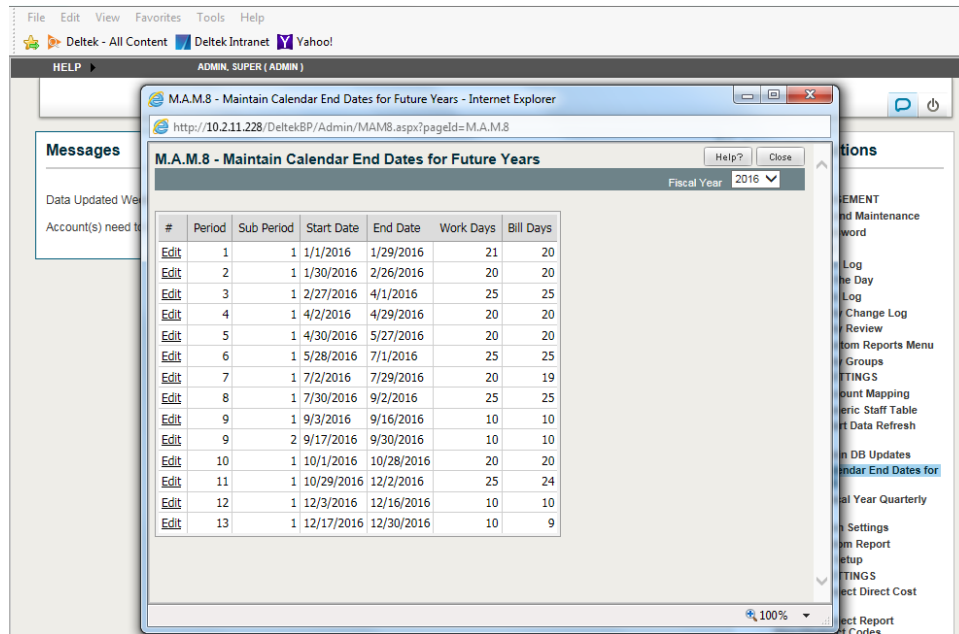 File Edit View Favorites Tools Help
Deltek - All Content Deltek Intranet Yahoo!
HELP ADMIN, SUPER ( ADMIN )
M.A.M.8 - Maintain Calendar End Dates for Future Years - Internet Explorer
http://10.2.11.228/DeltekBP/Admin/MAM8.aspx?pageId=M.A.M.8
M.A.M.8 - Maintain Calendar End Dates for Future Years Help? Close
Fiscal Year 2016
# Period Sub Period Start Date End Date Work Days Bill Days
Edit 1 1 1/1/2016 1/29/2016 21 20
Edit 2 1 1/30/2016 2/26/2016 20 20
Edit 3 1 2/27/2016 4/1/2016 25 25
Edit 4 1 4/2/2016 4/29/2016 20 20
Edit 5 1 4/30/2016 5/27/2016 20 20
Edit 6 1 5/28/2016 7/1/2016 25 25
Edit 7 1 7/2/2016 7/29/2016 20 19
Edit 8 1 7/30/2016 9/2/2016 25 25
Edit 9 1 9/3/2016 9/16/2016 10 10
Edit 9 2 9/17/2016 9/30/2016 10 10
Edit 10 1 10/1/2016 10/28/2016 20 20
Edit 11 1 10/29/2016 12/2/2016 25 24
Edit 12 1 12/3/2016 12/16/2016 10 10
Edit 13 1 12/17/2016 12/30/2016 10 9
100%
Messages
Data Updated We
Account(s) need t
tions
EMENT
nd Maintenance
word
Log
he Day
Log
Change Log
Review
tom Reports Menu
Groups
TTINGS
ount Mapping
eric Staff Table
rt Data Refresh
n DB Updates
endar End Dates for
al Year Quarterly
Settings
om Report
etup
TTINGS
ect Direct Cost
ect Report
t Codes